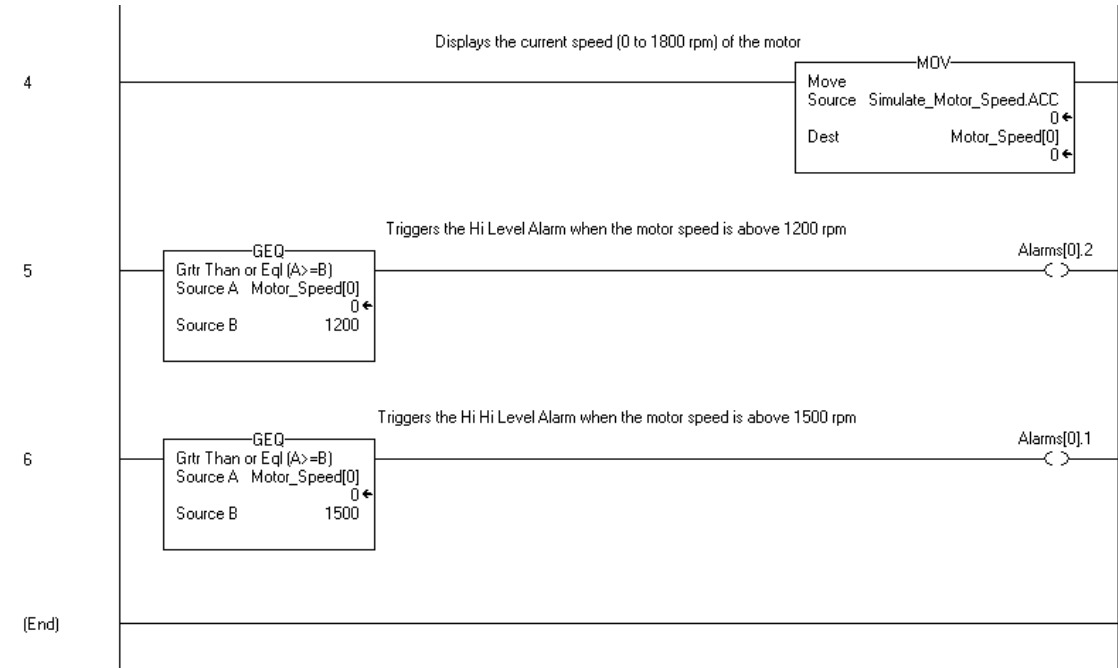 Displays the current speed (0 to 1800 rpm) of the motor
4
MOV
Move
Source Simulate_Motor_Speed.ACC
0
Dest Motor_Speed[0]
0
Triggers the Hi Level Alarm when the motor speed is above 1200 rpm
5
GEQ
Grtr Than or Eql (A>=B)
Source A Motor_Speed[0]
0
Source B 1200
Alarms[0].2
Triggers the Hi Hi Level Alarm when the motor speed is above 1500 rpm
6
GEQ
Grtr Than or Eql (A>=B)
Source A Motor_Speed[0]
0
Source B 1500
Alarms[0].1
(End)